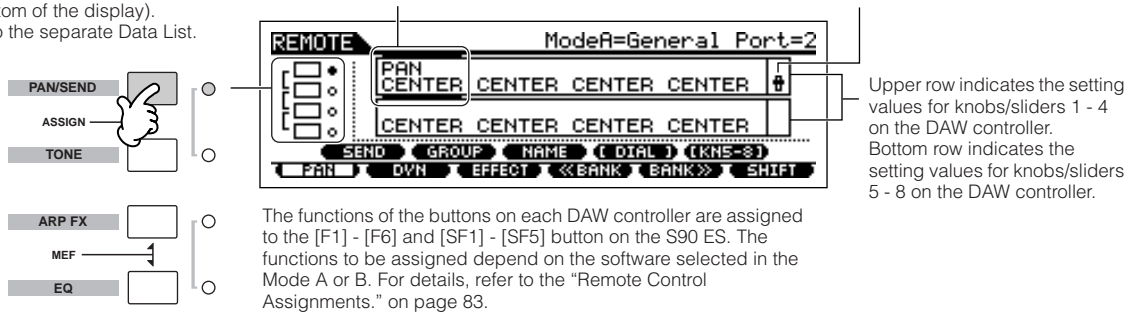 tom of the display).
o the separate Data List.
PAN/SEND
ASSIGN
TONE
ARP FX
MEF
EQ
REMOTE ModeA=General Port=2
PAN
CENTER CENTER CENTER CENTER
CENTER CENTER CENTER CENTER
SEND GROUP NAME [ DIAL ] [KN5-8]
PAN DYN EFFECT <<BANK BANK>> SHIFT
Upper row indicates the setting
values for knobs/sliders 1 - 4
on the DAW controller.
Bottom row indicates the
setting values for knobs/sliders
5 - 8 on the DAW controller.
The functions of the buttons on each DAW controller are assigned
to the [F1] - [F6] and [SF1] - [SF5] button on the S90 ES. The
functions to be assigned depend on the software selected in the
Mode A or B. For details, refer to the “Remote Control
Assignments.” on page 83.